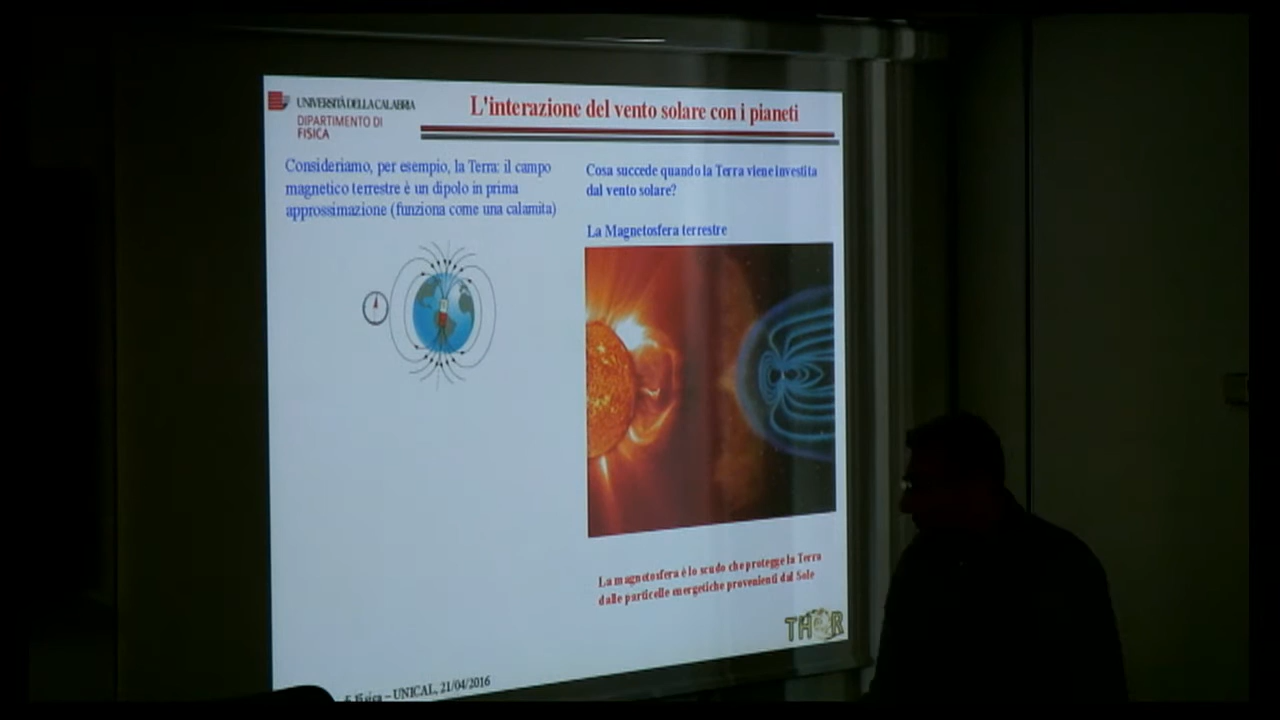 UNIVERSITÀ DELLA CALABRIA
DIPARTIMENTO DI
FISICA
L'interazione del vento solare con i pianeti
Consideriamo, per esempio, la Terra: il campo
magnetico terrestre è un dipolo in prima
approssimazione (funziona come una calamita)
Cosa succede quando la Terra viene investita
dal vento solare?
La Magnetosfera terrestre
La magnetosfera è lo scudo che protegge la Terra
dalle particelle energetiche provenienti dal Sole
THOR
Fisica – UNICAL, 21/04/2016